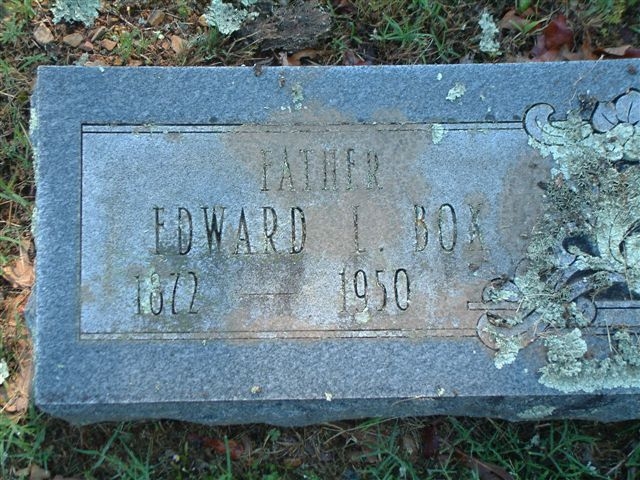 FATHER
EDWARD L. BOX
1872 — 1950